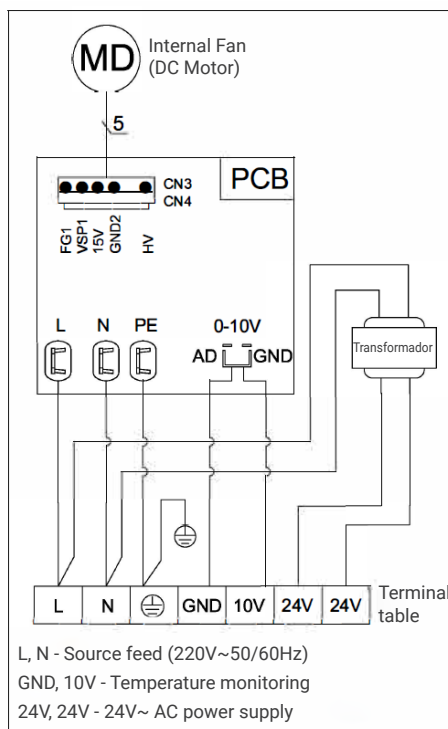 MD
Internal Fan
(DC Motor)
5
PCB
CN3
CN4
FG1
VSP1
15V
GND2
HV
L N PE 0-10V
AD GND
Transformador
L N GND 10V 24V 24V
Terminal
table
L, N - Source feed (220V~50/60Hz)
GND, 10V - Temperature monitoring
24V, 24V - 24V~ AC power supply